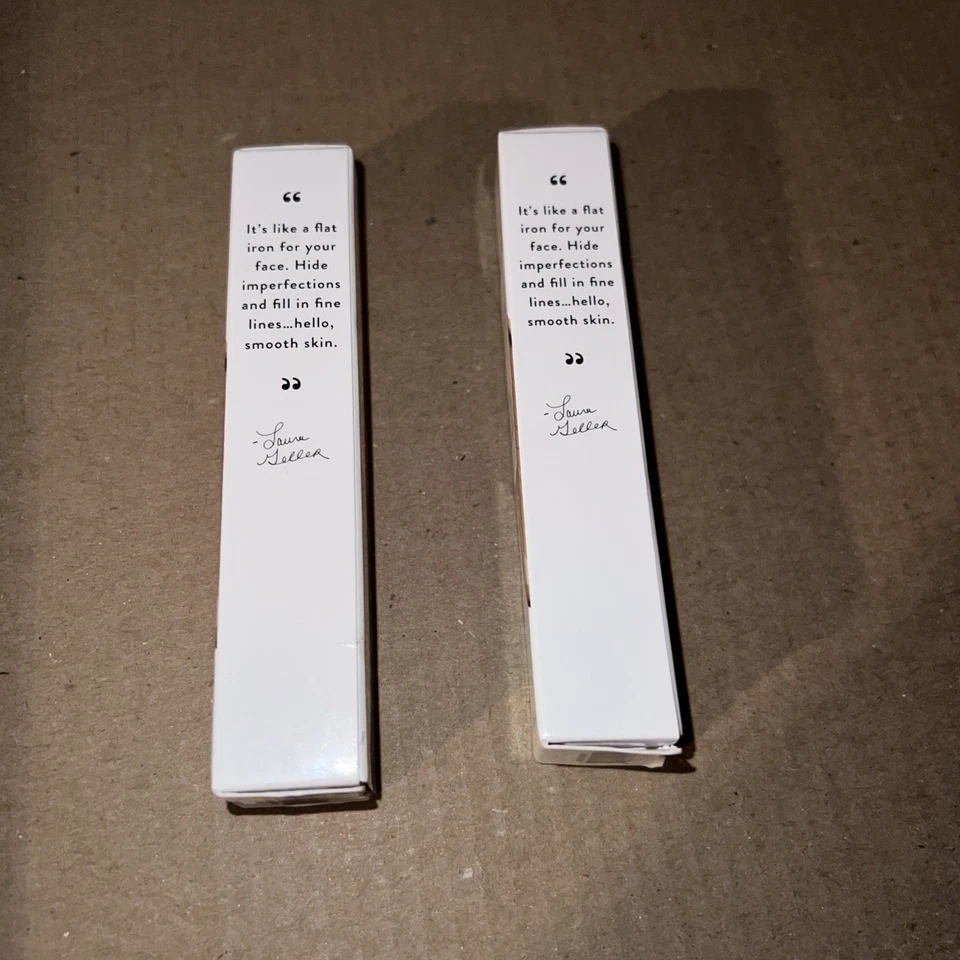 “
It's like a flat
iron for your
face. Hide
imperfections
and fill in fine
lines...hello,
smooth skin.
”
-Laura
Geller
“
It's like a flat
iron for your
face. Hide
imperfections
and fill in fine
lines...hello,
smooth skin.
”
-Laura
Geller